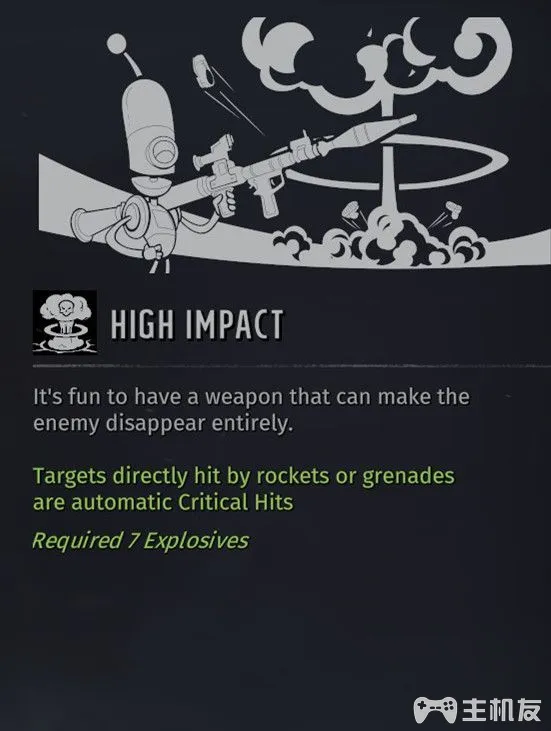 HIGH IMPACT
It's fun to have a weapon that can make the
enemy disappear entirely.
Targets directly hit by rockets or grenades
are automatic Critical Hits
Required 7 Explosives
主机友